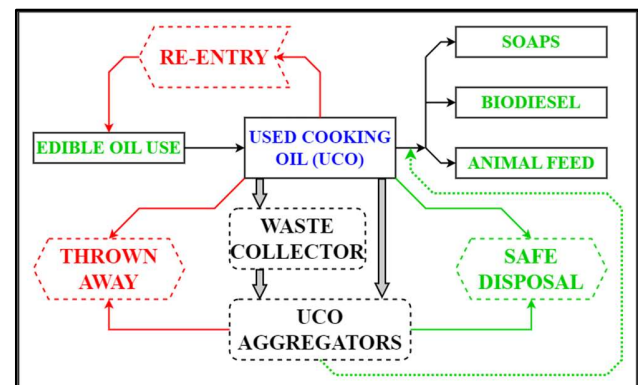 RE-ENTRY
SOAPS
BIODIESEL
ANIMAL FEED
EDIBLE OIL USE
USED COOKING
OIL (UCO)
WASTE
COLLECTOR
THROWN
AWAY
SAFE
DISPOSAL
UCO
AGGREGATORS